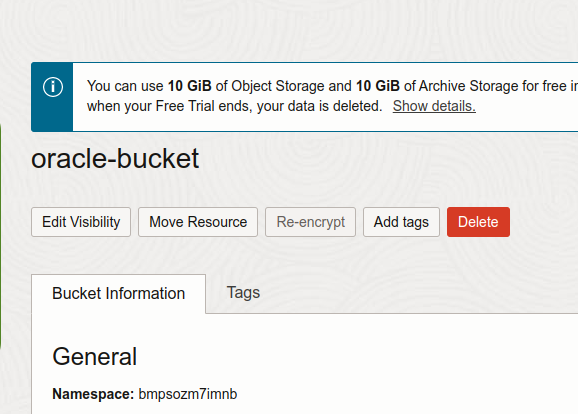 You can use 10 GiB of Object Storage and 10 GiB of Archive Storage for free
when your Free Trial ends, your data is deleted. Show details.
oracle-bucket
Edit Visibility Move Resource Re-encrypt Add tags Delete
Bucket Information Tags
General
Namespace: bmpsozm7imnb